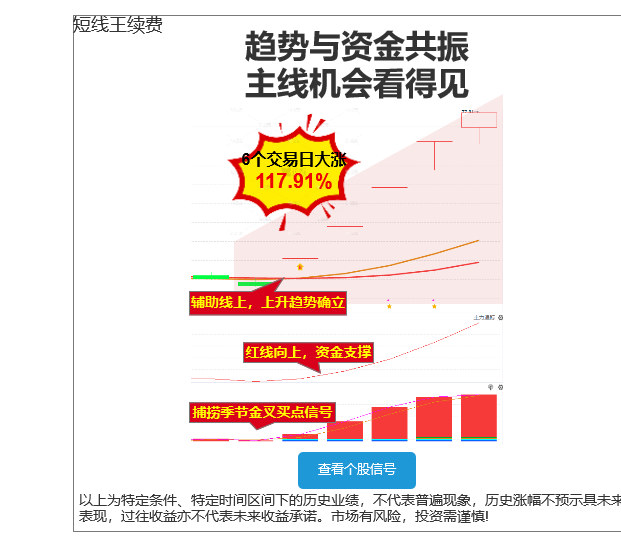 短线王续费
趋势与资金共振
主线机会看得见
6个交易日大涨
117.91%
辅助线上，上升趋势确立
红线向上，资金支撑
捕捞季节金叉买点信号
查看个股信号
以上为特定条件、特定时间区间下的历史业绩，不代表普遍现象，历史涨幅不预示具未来
表现，过往收益亦不代表未来收益承诺。市场有风险，投资需谨慎!